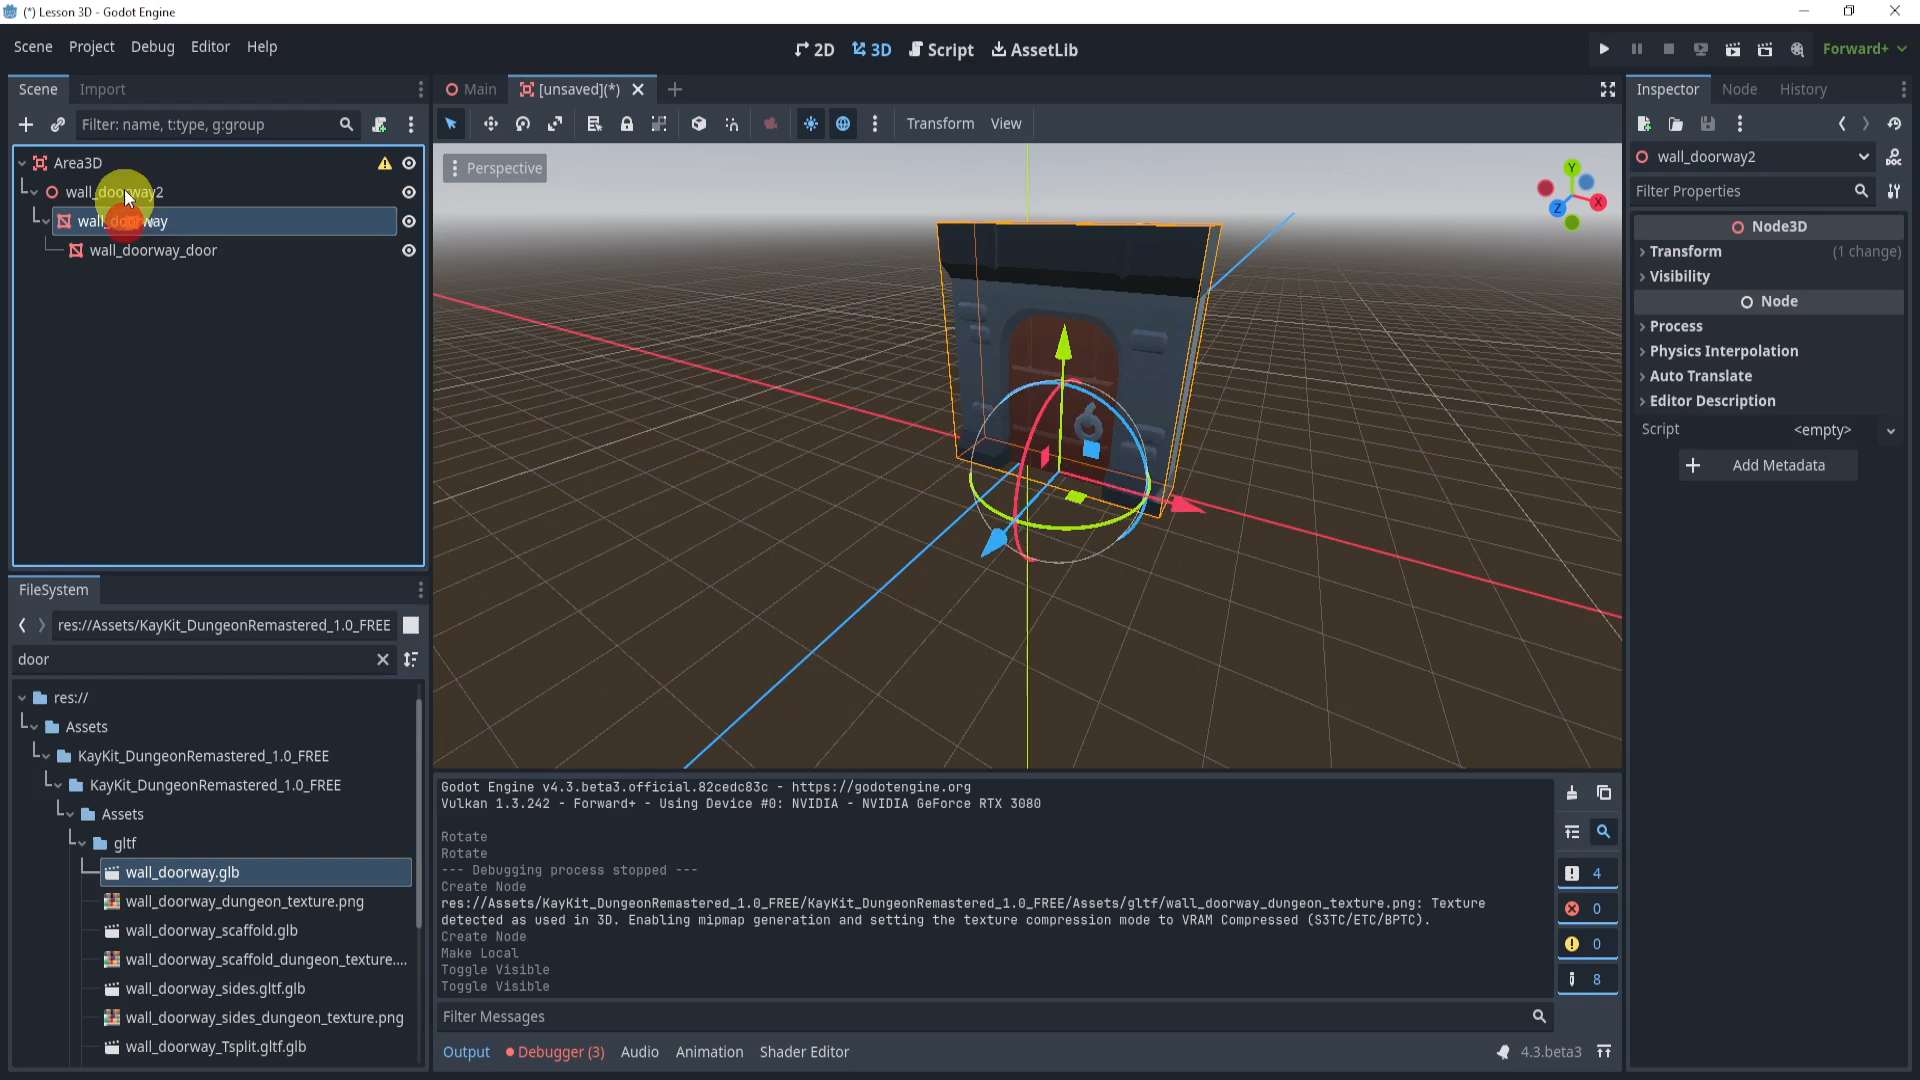 (*) Lesson 3D - Godot Engine
Scene Project Debug Editor Help
2D 3D Script AssetLib
Forward+
Scene Import
Main [unsaved](*)
Inspector Node History
Filter: name, t:type, g:group
Transform View
Area3D
wall_doorway2
wall_doorway
wall_doorway_door
Perspective
Y
X
Z
wall_doorway2
Filter Properties
Node3D
Transform (1 change)
Visibility
Node
Process
Physics Interpolation
Auto Translate
Editor Description
Script <empty>
Add Metadata
FileSystem
res://Assets/KayKit_DungeonRemastered_1.0_FREE
door
res://
Assets
KayKit_DungeonRemastered_1.0_FREE
KayKit_DungeonRemastered_1.0_FREE
Assets
gltf
wall_doorway.glb
wall_doorway_dungeon_texture.png
wall_doorway_scaffold.glb
wall_doorway_scaffold_dungeon_texture....
wall_doorway_sides.gltf.glb
wall_doorway_sides_dungeon_texture.png
wall_doorway_Tsplit.gltf.glb
Godot Engine v4.3.beta3.official.82cedc83c - https://godotengine.org
Vulkan 1.3.242 - Forward+ - Using Device #0: NVIDIA - NVIDIA GeForce RTX 3080
Rotate
Rotate
--- Debugging process stopped ---
Create Node
res://Assets/KayKit_DungeonRemastered_1.0_FREE/KayKit_DungeonRemastered_1.0_FREE/Assets/gltf/wall_doorway_dungeon_texture.png: Texture
detected as used in 3D. Enabling mipmap generation and setting the texture compression mode to VRAM Compressed (S3TC/ETC/BPTC).
Create Node
Make Local
Toggle Visible
Toggle Visible
4
0
0
8
Filter Messages
Output Debugger (3) Audio Animation Shader Editor
4.3.beta3